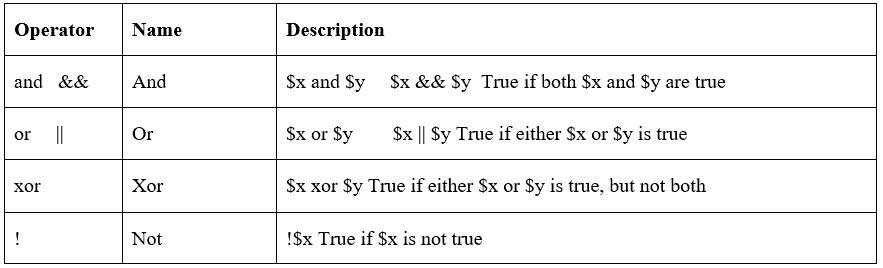 Operator Name Description
and && And $x and $y $x && $y True if both $x and $y are true
or || Or $x or $y $x || $y True if either $x or $y is true
xor Xor $x xor $y True if either $x or $y is true, but not both
! Not !$x True if $x is not true